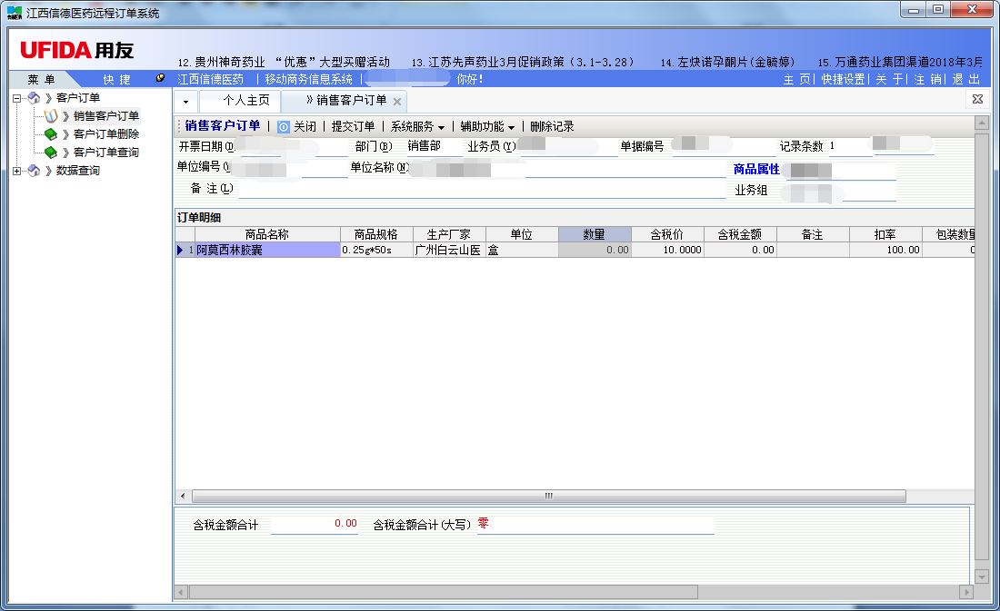 江西信德医药远程订单系统
UFIDA 用友
12.贵州神奇药业 “优惠”大型买赠活动 13.江苏先声药业3月促销政策（3.1-3.28） 14.左炔诺孕酮片(金毓婷) 15.万通药业集团渠道2018年3月
菜 单 快 捷 江西信德医药 | 移动商务信息系统 | 你好! 主 页| 快捷设置| 关 于| 注 销| 退 出
客户订单
》销售客户订单
》客户订单删除
》客户订单查询
》数据查询
个人主页 》销售客户订单
销售客户订单 | 关闭 | 提交订单 | 系统服务 | 辅助功能 | 删除记录
开票日期(D) 部门(B) 销售部 业务员(Y) 单据编号 记录条数 1
单位编号( 单位名称(N) 商品属性
备 注(L) 业务组
订单明细
商品名称 商品规格 生产厂家 单位 数量 含税价 含税金额 备注 扣率 包装数量
1 阿莫西林胶囊 0.25g*50s 广州白云山医 盒 0.00 10.0000 0.00 100.00 0
含税金额合计 0.00 含税金额合计(大写) 零